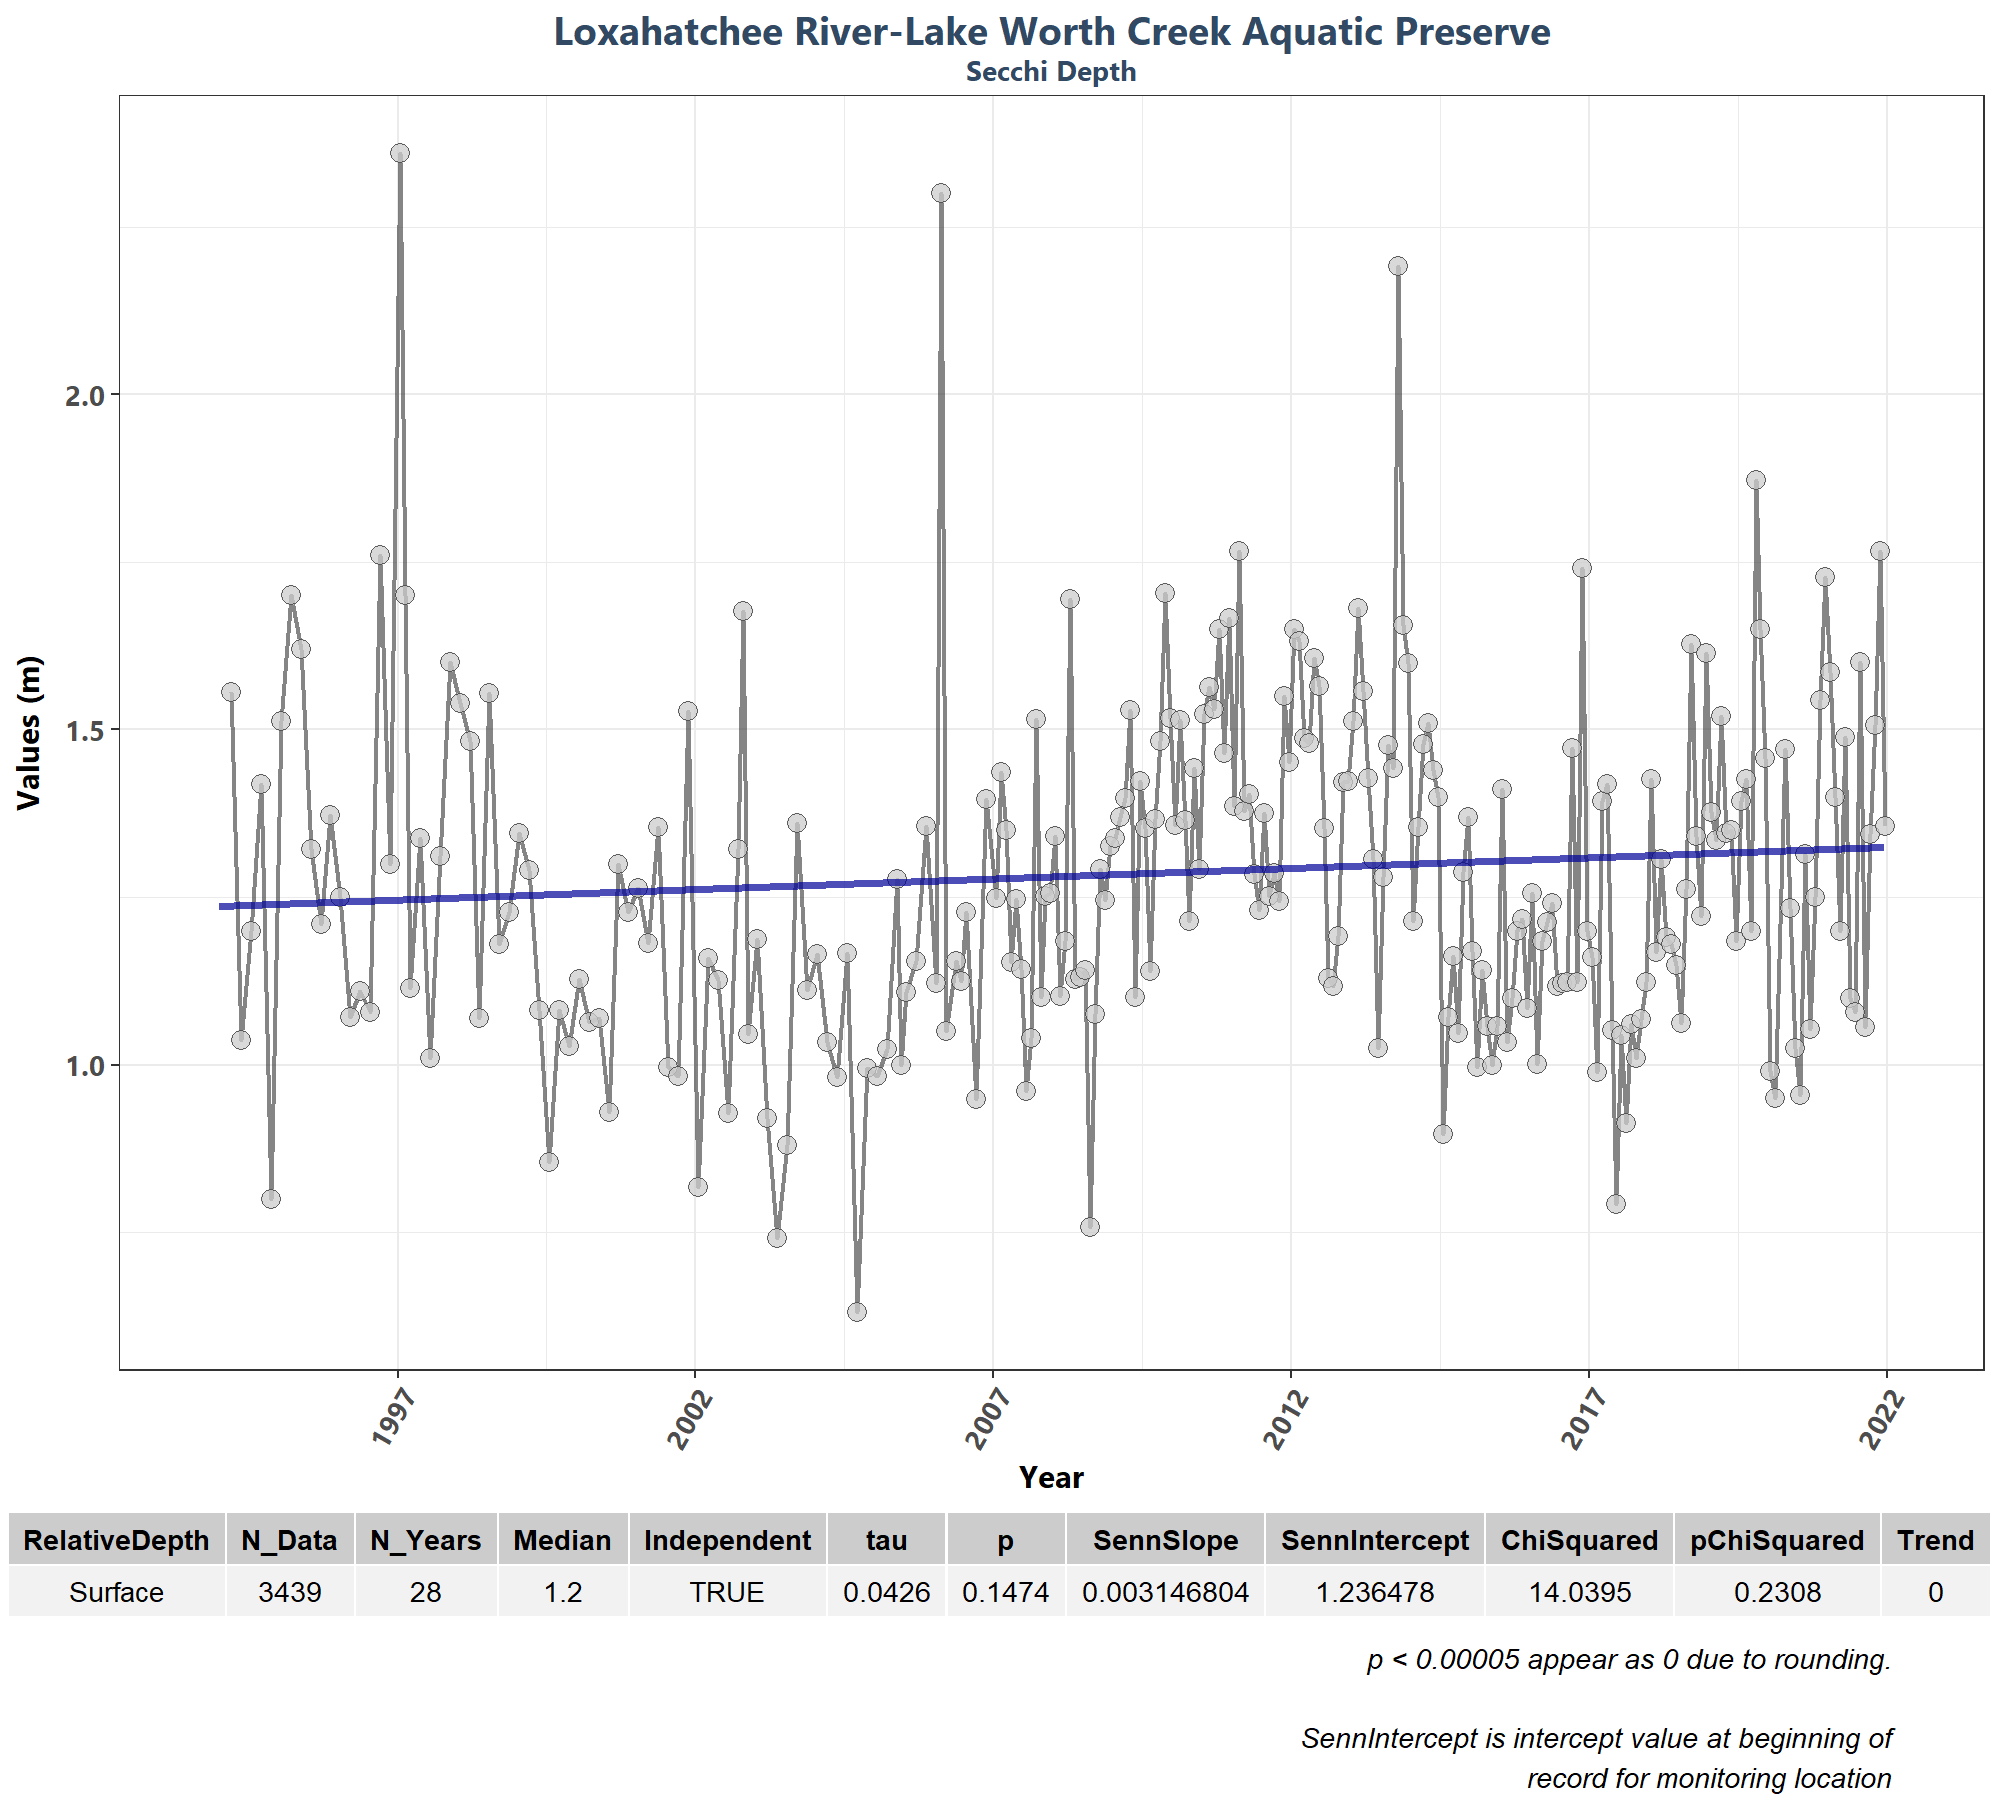 Loxahatchee River-Lake Worth Creek Aquatic Preserve
Secchi Depth
Values (m)
2.0
1.5
1.0
1997
2002
2007
2012
2017
2022
Year
RelativeDepth N_Data N_Years Median Independent tau p SennSlope SennIntercept ChiSquared pChiSquared Trend
Surface 3439 28 1.2 TRUE 0.0426 0.1474 0.003146804 1.236478 14.0395 0.2308 0
p < 0.00005 appear as 0 due to rounding.
SennIntercept is intercept value at beginning of
record for monitoring location